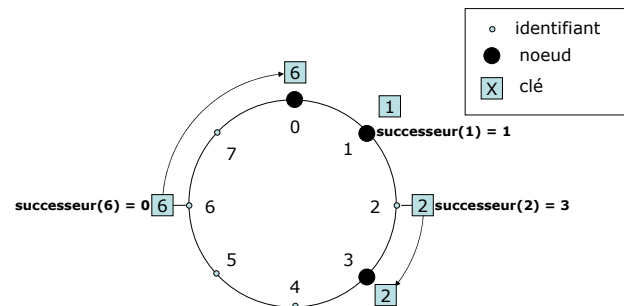 identifiant
noeud
X clé
6
1
0
7
1
successeur(1) = 1
successeur(6) = 0 6
6
2
2 successeur(2) = 3
5
3
4
2